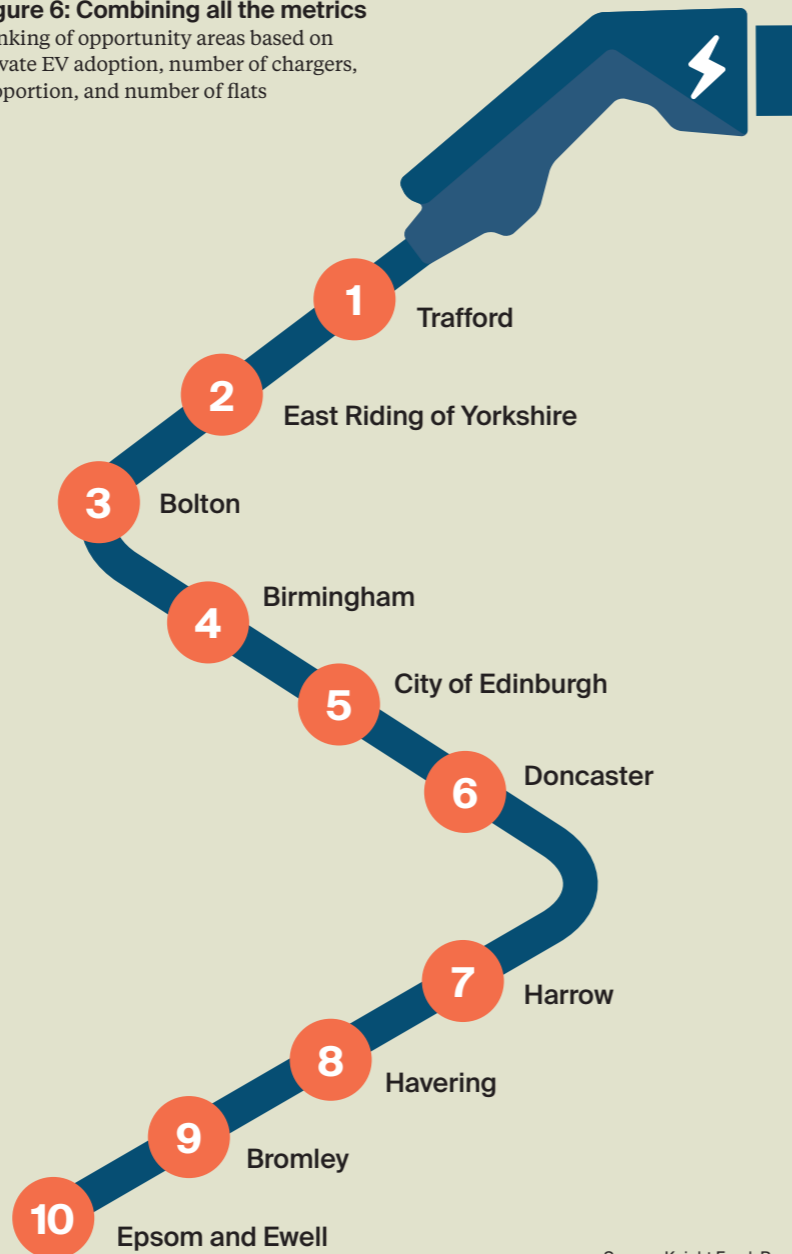 gure 6: Combining all the metrics
nking of opportunity areas based on
vate EV adoption, number of chargers,
portion, and number of flats
1
Trafford
2
East Riding of Yorkshire
3
Bolton
4
Birmingham
5
City of Edinburgh
6
Doncaster
7
Harrow
8
Havering
9
Bromley
10
Epsom and Ewell